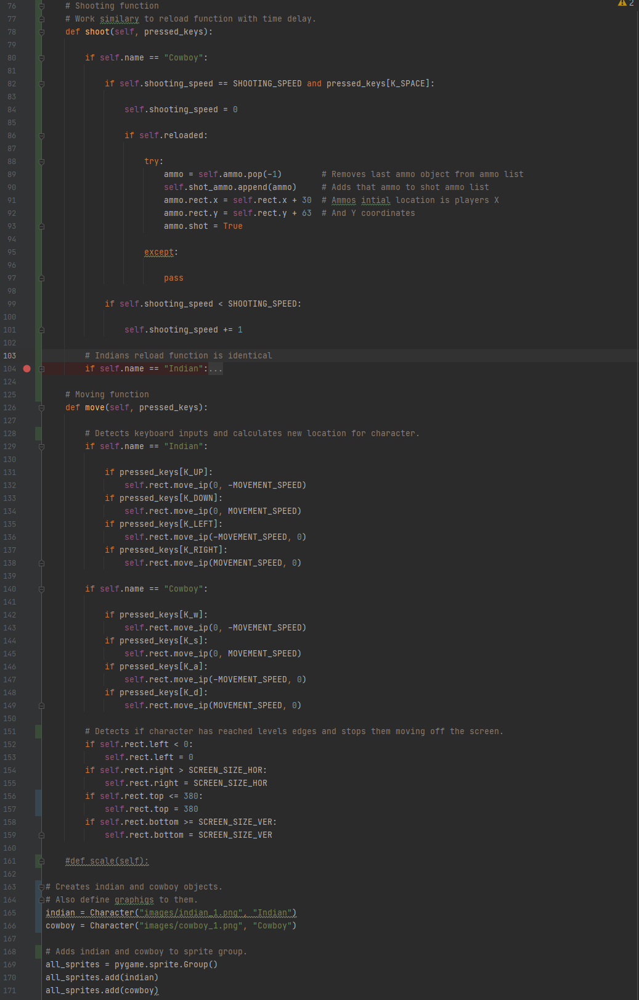 2
76 # Shooting function
77 # Work similary to reload function with time delay.
78 def shoot(self, pressed_keys):
79
80 if self.name == "Cowboy":
81
82 if self.shooting_speed == SHOOTING_SPEED and pressed_keys[K_SPACE]:
83
84 self.shooting_speed = 0
85
86 if self.reloaded:
87
88 try:
89 ammo = self.ammo.pop(-1) # Removes last ammo object from ammo list
90 self.shot_ammo.append(ammo) # Adds that ammo to shot ammo list
91 ammo.rect.x = self.rect.x + 30 # Ammos intial location is players X
92 ammo.rect.y = self.rect.y + 63 # And Y coordinates
93 ammo.shot = True
94
95 except:
96
97 pass
98
99 if self.shooting_speed < SHOOTING_SPEED:
100
101 self.shooting_speed += 1
102
103 # Indians reload function is identical
104 if self.name == "Indian":...
124
125 # Moving function
126 def move(self, pressed_keys):
127
128 # Detects keyboard inputs and calculates new location for character.
129 if self.name == "Indian":
130
131 if pressed_keys[K_UP]:
132 self.rect.move_ip(0, -MOVEMENT_SPEED)
133 if pressed_keys[K_DOWN]:
134 self.rect.move_ip(0, MOVEMENT_SPEED)
135 if pressed_keys[K_LEFT]:
136 self.rect.move_ip(-MOVEMENT_SPEED, 0)
137 if pressed_keys[K_RIGHT]:
138 self.rect.move_ip(MOVEMENT_SPEED, 0)
139
140 if self.name == "Cowboy":
141
142 if pressed_keys[K_w]:
143 self.rect.move_ip(0, -MOVEMENT_SPEED)
144 if pressed_keys[K_s]:
145 self.rect.move_ip(0, MOVEMENT_SPEED)
146 if pressed_keys[K_a]:
147 self.rect.move_ip(-MOVEMENT_SPEED, 0)
148 if pressed_keys[K_d]:
149 self.rect.move_ip(MOVEMENT_SPEED, 0)
150
151 # Detects if character has reached levels edges and stops them moving off the screen.
152 if self.rect.left < 0:
153 self.rect.left = 0
154 if self.rect.right > SCREEN_SIZE_HOR:
155 self.rect.right = SCREEN_SIZE_HOR
156 if self.rect.top <= 380:
157 self.rect.top = 380
158 if self.rect.bottom >= SCREEN_SIZE_VER:
159 self.rect.bottom = SCREEN_SIZE_VER
160
161 #def scale(self):
162
163 # Creates indian and cowboy objects.
164 # Also define graphigs to them.
165 indian = Character("images/indian_1.png", "Indian")
166 cowboy = Character("images/cowboy_1.png", "Cowboy")
167
168 # Adds indian and cowboy to sprite group.
169 all_sprites = pygame.sprite.Group()
170 all_sprites.add(indian)
171 all_sprites.add(cowboy)